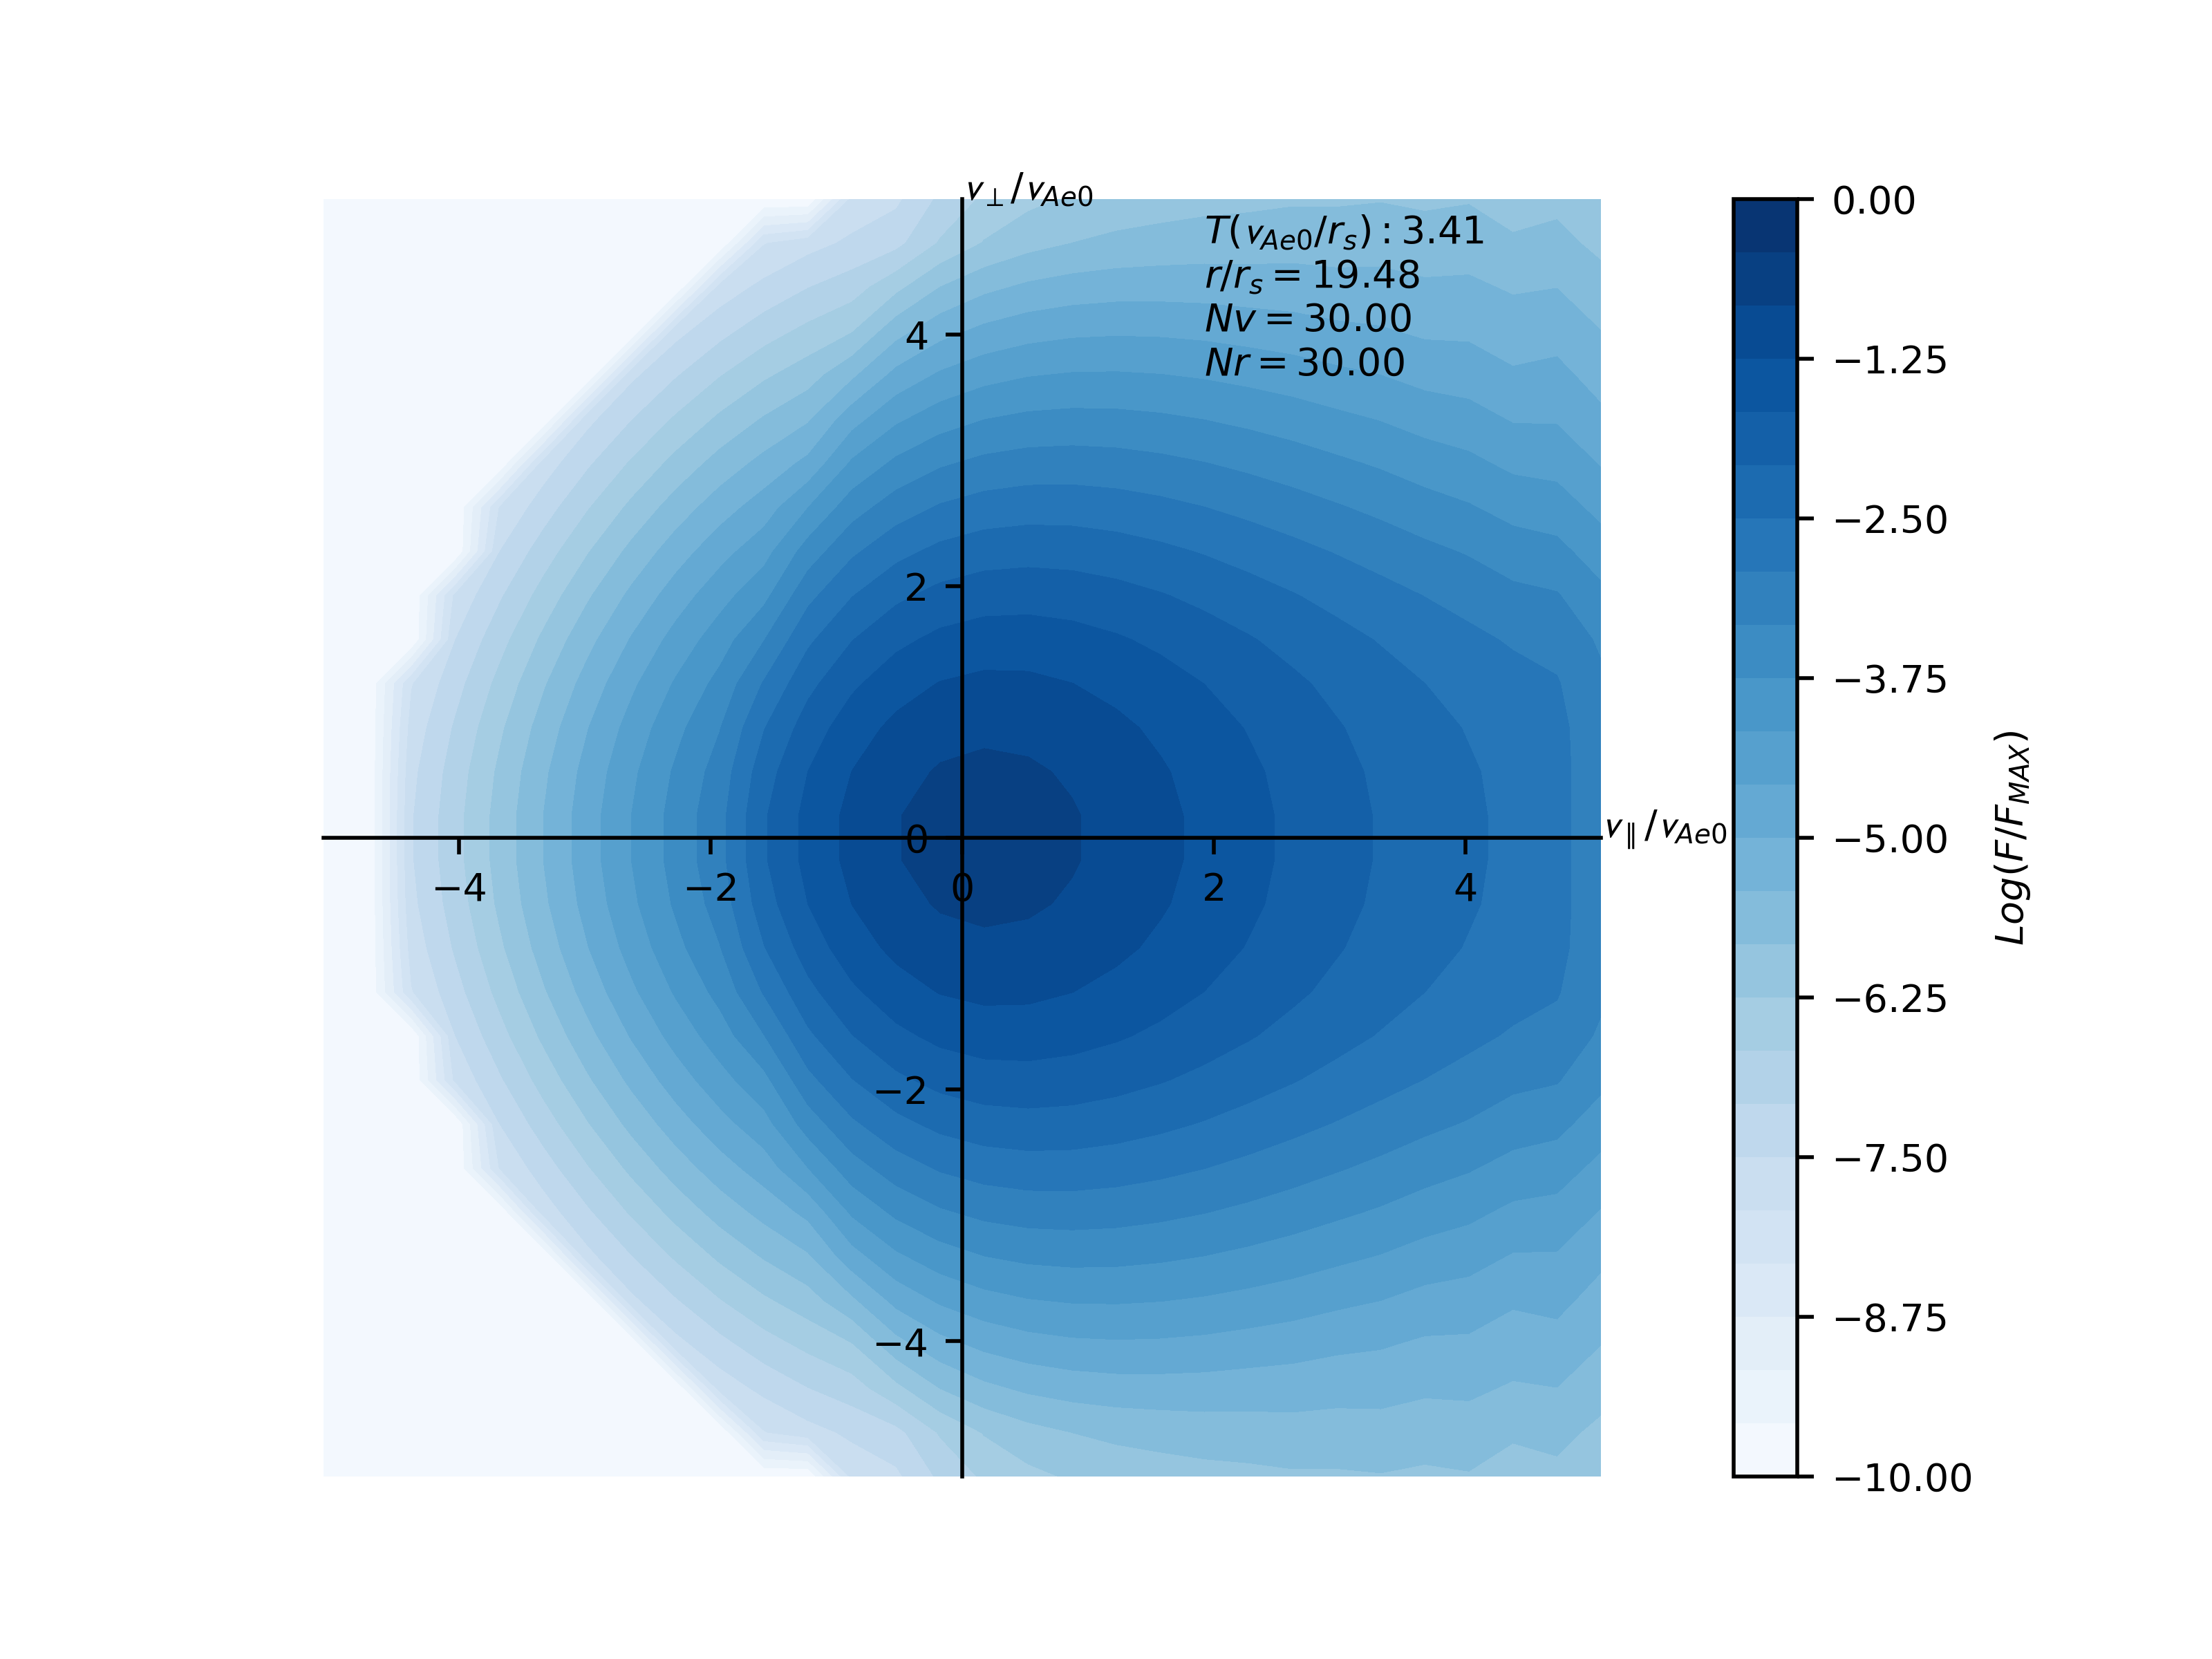 v⊥/vAe0
T(vAe0/rs) : 3.41
r/rs = 19.48
Nv = 30.00
Nr = 30.00
4
2
0
−2
−4
−4 −2 0 2 4
v∥/vAe0
0.00
−1.25
−2.50
−3.75
−5.00
−6.25
−7.50
−8.75
−10.00
Log(F/FMAX)